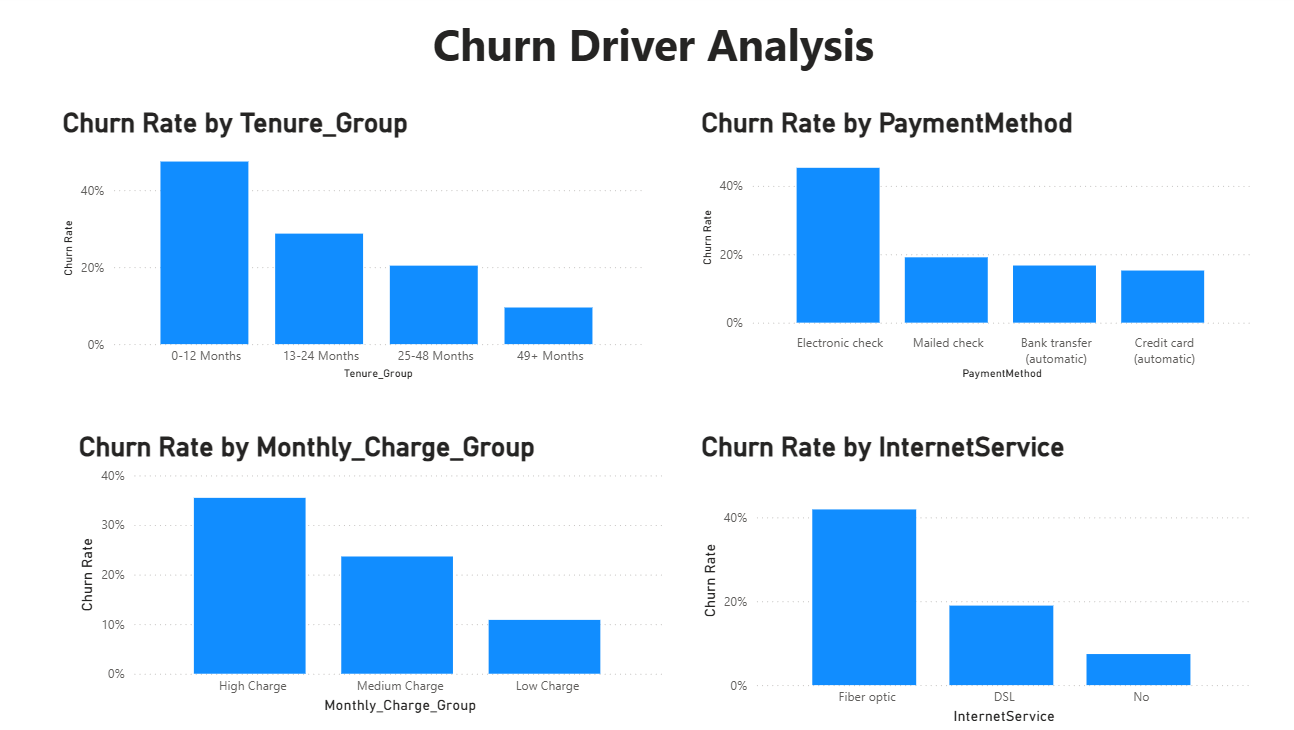 Churn Driver Analysis
Churn Rate by Tenure_Group
Churn Rate
40%
20%
0%
0-12 Months
13-24 Months
25-48 Months
49+ Months
Tenure_Group
Churn Rate by PaymentMethod
Churn Rate
40%
20%
0%
Electronic check
Mailed check
Bank transfer
(automatic)
Credit card
(automatic)
PaymentMethod
Churn Rate by Monthly_Charge_Group
Churn Rate
40%
30%
20%
10%
0%
High Charge
Medium Charge
Low Charge
Monthly_Charge_Group
Churn Rate by InternetService
Churn Rate
40%
20%
0%
Fiber optic
DSL
No
InternetService